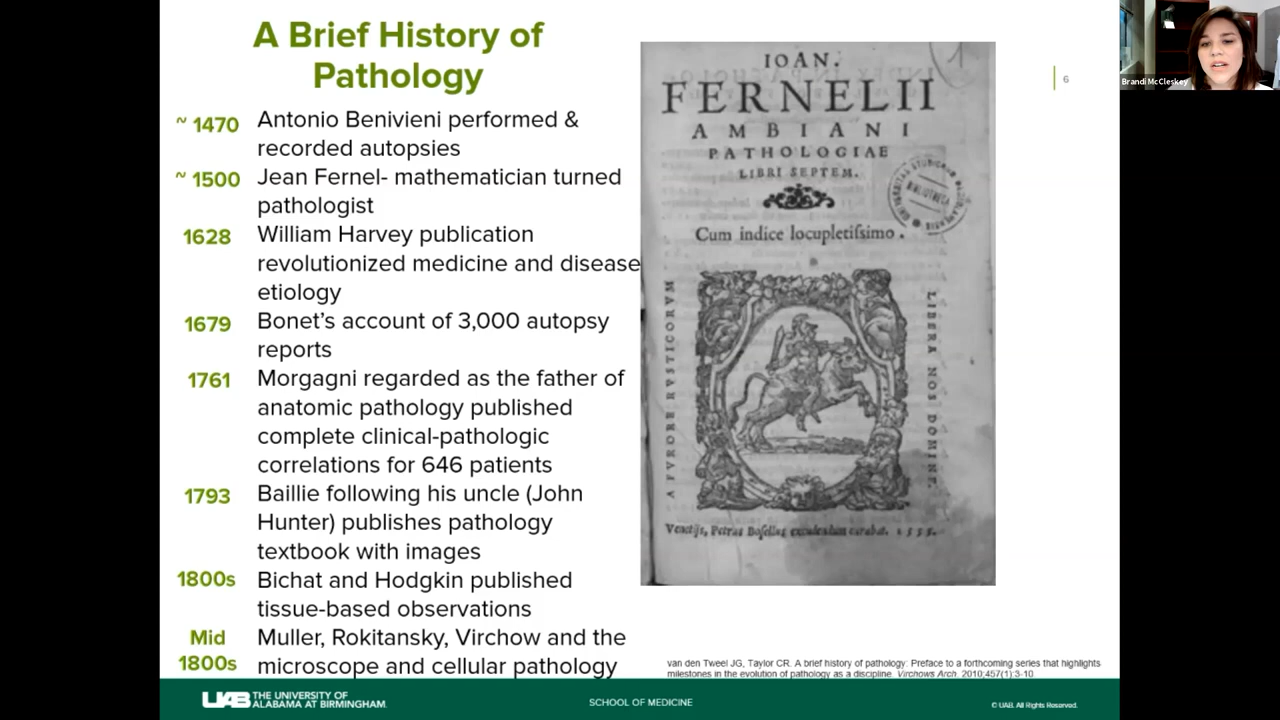 A Brief History of
Pathology
~ 1470 Antonio Benivieni performed &
recorded autopsies
~ 1500 Jean Fernel- mathematician turned
pathologist
1628 William Harvey publication
revolutionized medicine and disease
etiology
1679 Bonet’s account of 3,000 autopsy
reports
1761 Morgagni regarded as the father of
anatomic pathology published
complete clinical-pathologic
correlations for 646 patients
1793 Baillie following his uncle (John
Hunter) publishes pathology
textbook with images
1800s Bichat and Hodgkin published
tissue-based observations
Mid
1800s
Muller, Rokitansky, Virchow and the
microscope and cellular pathology
IOAN.
FERNELII
AMBIANI
PATHOLOGIAE
LIBRI SEPTEM.
BIBLIOTHECA
Cum indice locupletissimo.
A FVRORE RVSTICORVM
LIBERA NOS DOMINE.
Venetijs, Petrus
6
Brandi McCleskey
van den Tweel JG, Taylor CR. A brief history of pathology: Preface to a forthcoming series that highlights
milestones in the evolution of pathology as a discipline. Virchows Arch. 2010;457(1):3-10.
UAB THE UNIVERSITY OF
ALABAMA AT BIRMINGHAM.
SCHOOL OF MEDICINE
© UAB. All Rights Reserved.